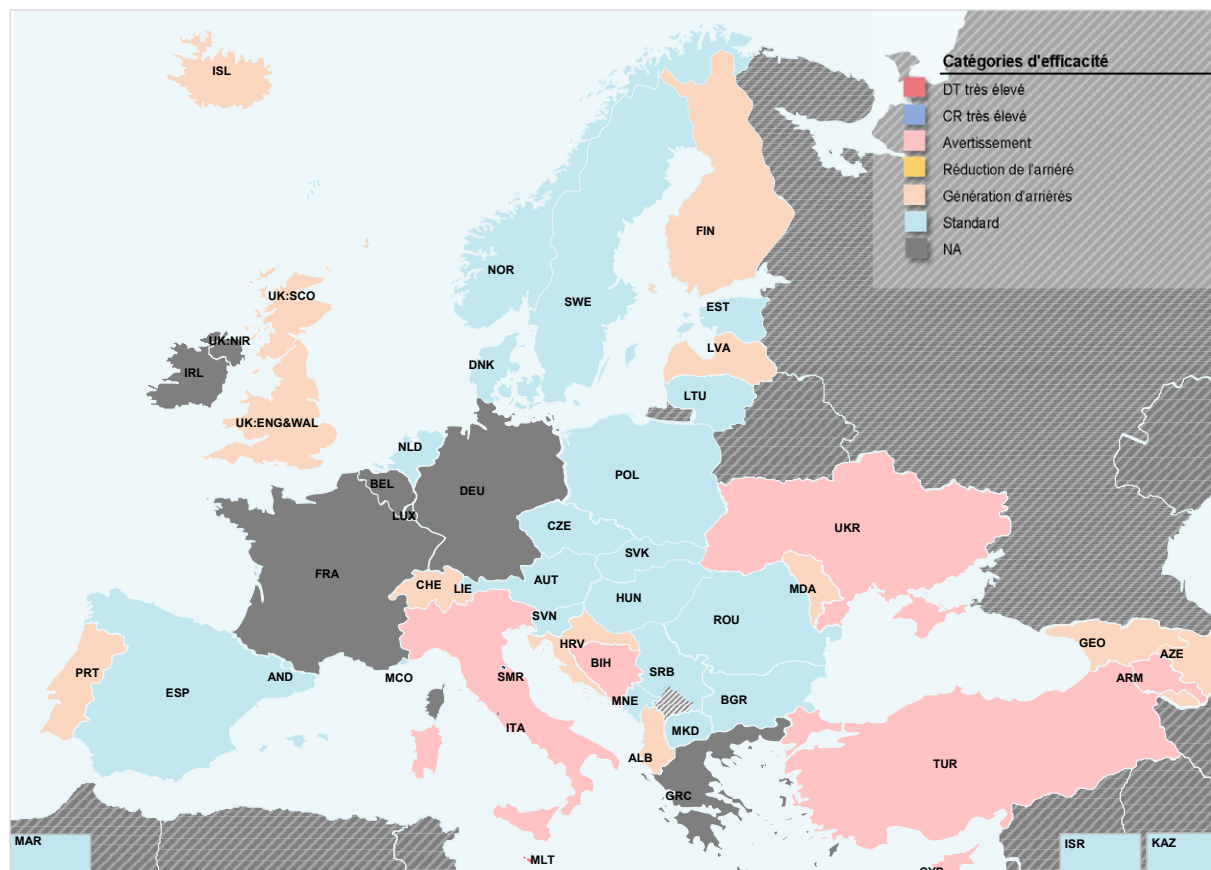 Catégories d'efficacité
DT très élevé
CR très élevé
Avertissement
Réduction de l'arriéré
Génération d'arriérés
Standard
NA
ISL
FIN
NOR
SWE
UK:SCO
EST
UK:NIR
LVA
DNK
IRL
LTU
UK:ENG&WAL
NLD
POL
BEL
DEU
LUX
CZE
UKR
SVK
FRA
CHE
LIE
AUT
MDA
HUN
SVN
ROU
HRV
GEO
AZE
BIH
PRT
SRB
AND
MCO
SMR
ARM
ESP
MNE
BGR
ITA
MKD
ALB
TUR
GRC
MAR
ISR
KAZ
MLT